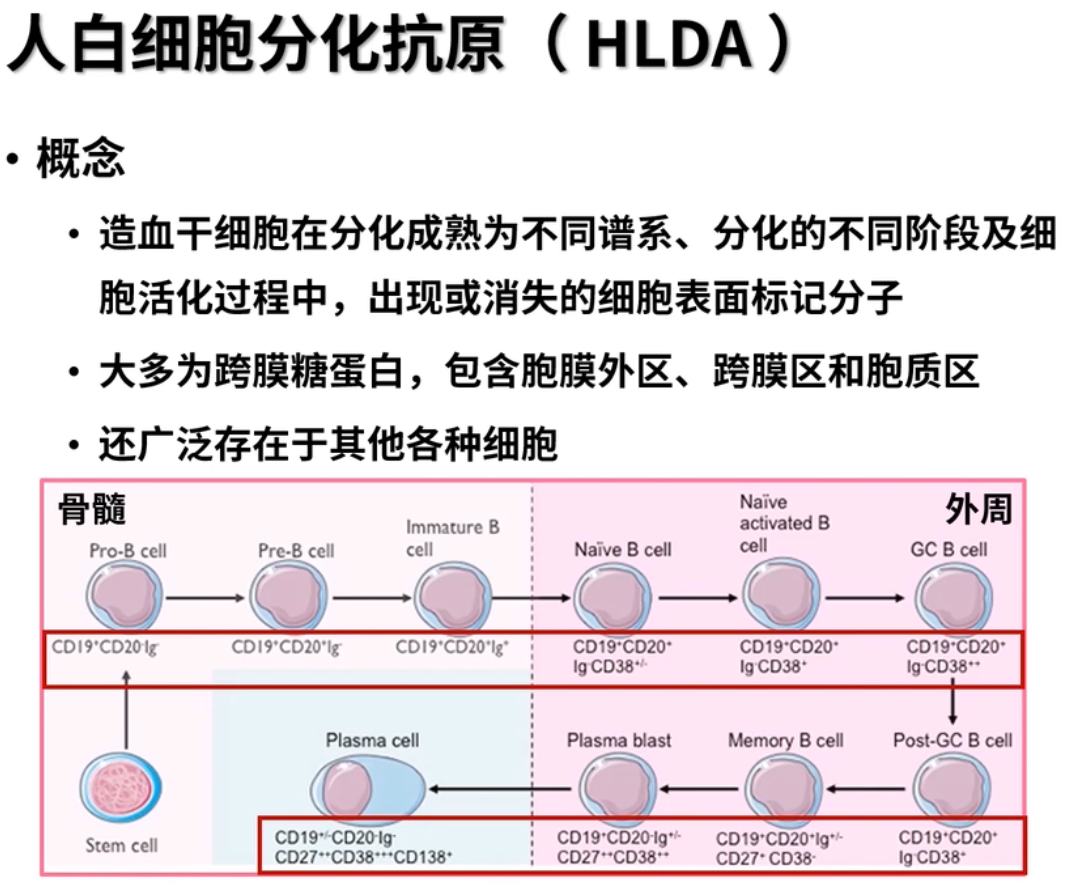 人白细胞分化抗原（HLDA）
• 概念
• 造血干细胞在分化成熟为不同谱系、分化的不同阶段及细
胞活化过程中，出现或消失的细胞表面标记分子
• 大多为跨膜糖蛋白，包含胞膜外区、跨膜区和胞质区
• 还广泛存在于其他各种细胞
骨髓
外周
Pro-B cell
Pre-B cell
Immature B
cell
Naïve B cell
Naïve
activated B
cell
GC B cell
CD19⁺CD20⁻Ig⁻
CD19⁺CD20⁺Ig⁻
CD19⁺CD20⁺Ig⁺
CD19⁺CD20⁺
Ig⁻CD38⁺/⁻
CD19⁺CD20⁺
Ig⁻CD38⁺
CD19⁺CD20⁺
Ig⁻CD38⁺⁺
Stem cell
Plasma cell
Plasma blast
Memory B cell
Post-GC B cell
CD19⁺/⁻CD20⁻Ig⁻
CD27⁺⁺CD38⁺⁺⁺CD138⁺
CD19⁺CD20⁻Ig⁺/⁻
CD27⁺⁺CD38⁺⁺
CD19⁺CD20⁺Ig⁺/⁻
CD27⁺ CD38⁻
CD19⁺CD20⁺
Ig⁻CD38⁺